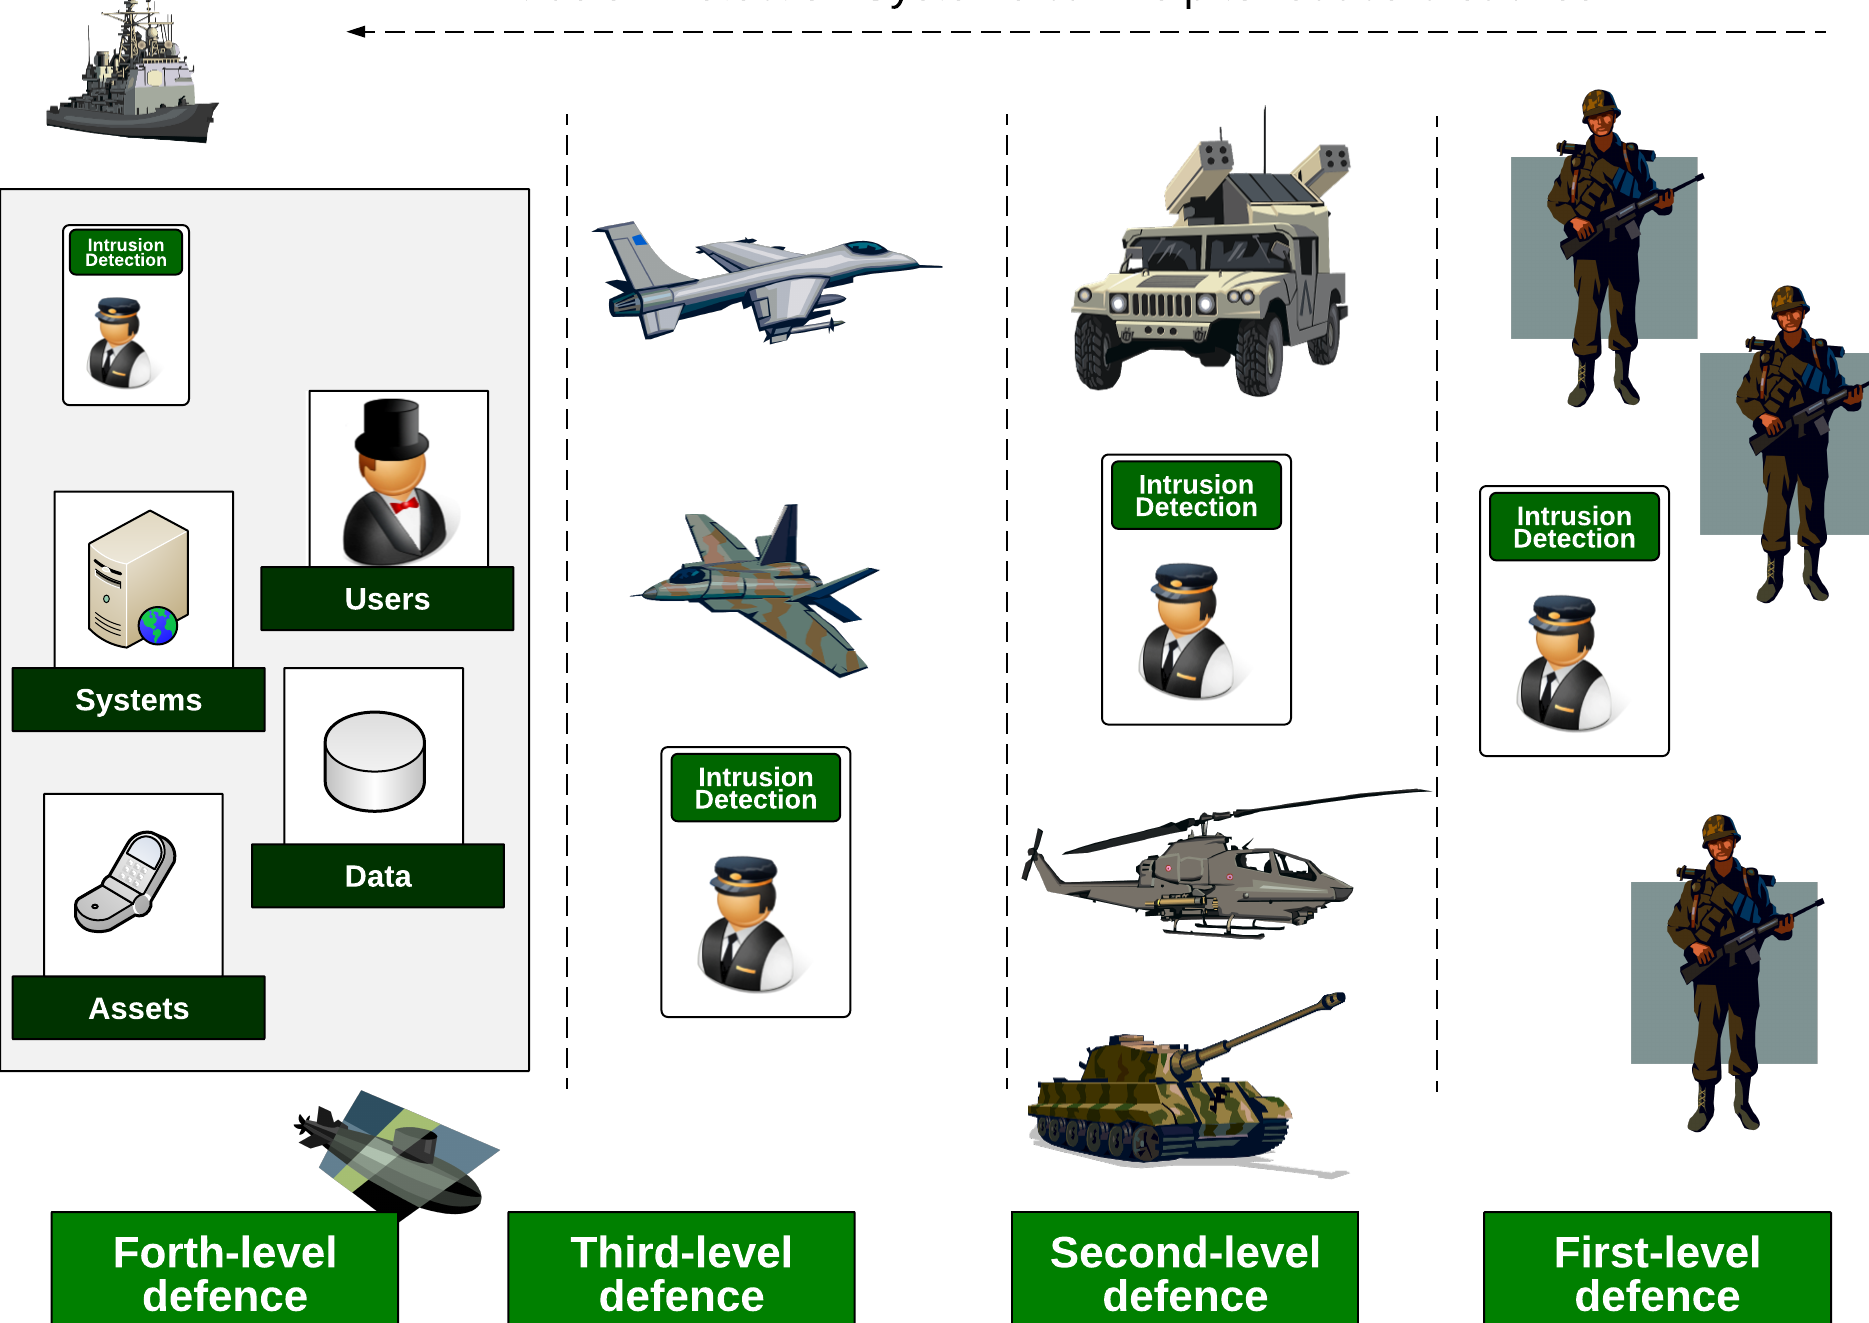 Intrusion
Detection
Users
Systems
Data
Assets
Intrusion
Detection
Intrusion
Detection
Intrusion
Detection
Forth-level
defence
Third-level
defence
Second-level
defence
First-level
defence